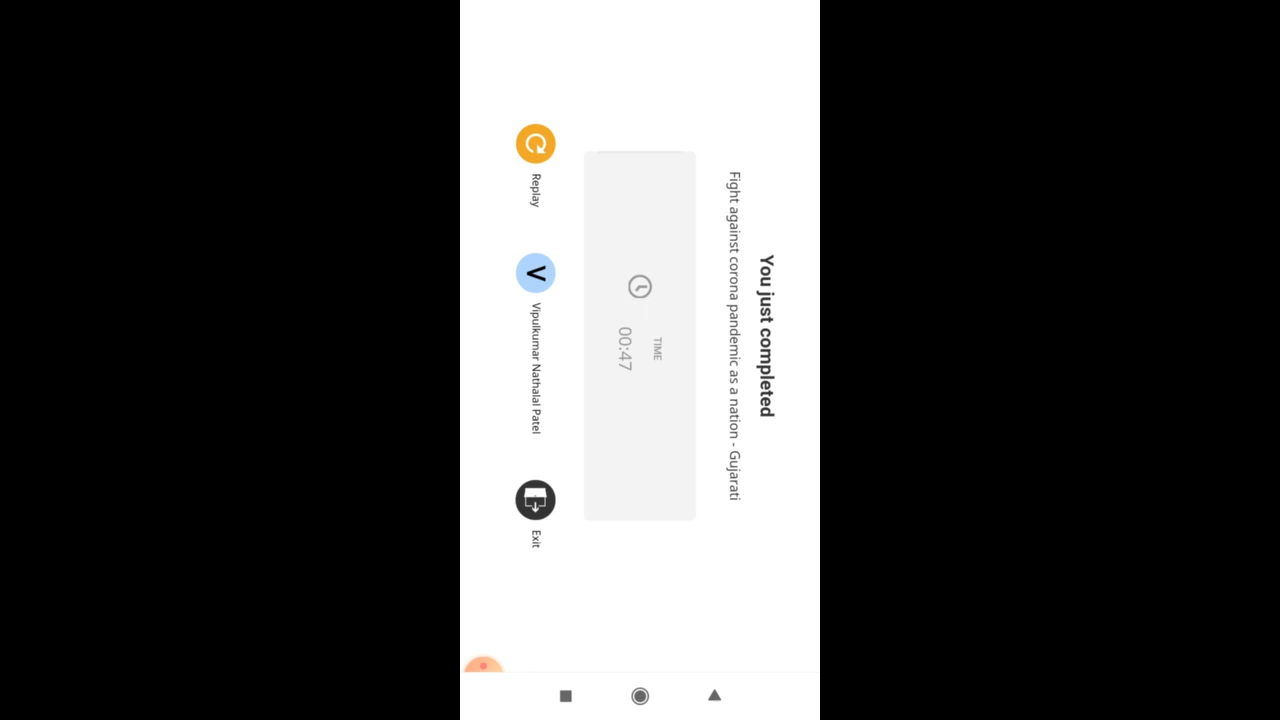 You just completed
Fight against corona pandemic as a nation - Gujarati
TIME
00:47
Replay
V
Vipulkumar Nathalal Patel
Exit